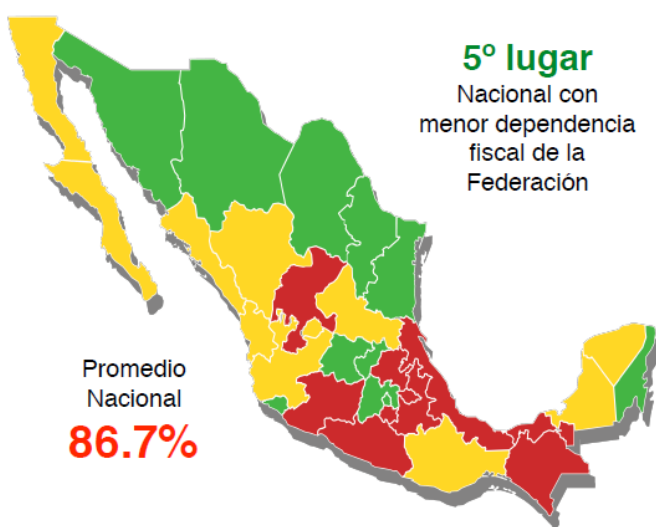 5º lugar
Nacional con
menor dependencia
fiscal de la
Federación
Promedio
Nacional
86.7%